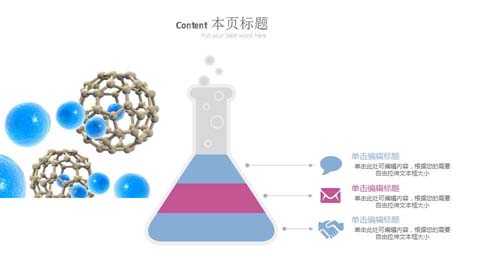 Content 本页标题
Put your best word here
单击编辑标题
单击此处可编辑内容，根据您的需要
自由拉伸文本框大小
单击编辑标题
单击此处可编辑内容，根据您的需要
自由拉伸文本框大小
单击编辑标题
单击此处可编辑内容，根据您的需要
自由拉伸文本框大小